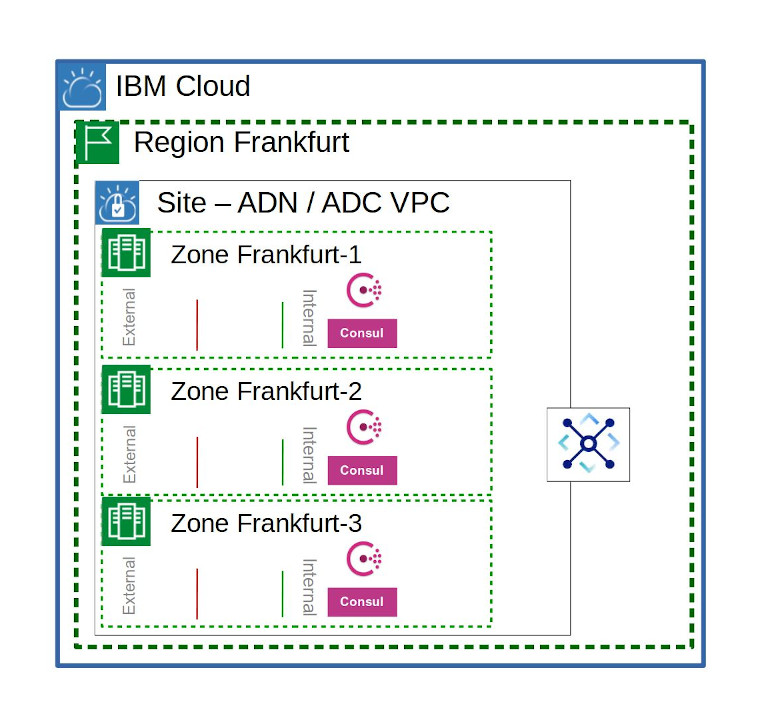 IBM Cloud
Region Frankfurt
Site – ADN / ADC VPC
Zone Frankfurt-1
External
Internal
Consul
Zone Frankfurt-2
External
Internal
Consul
Zone Frankfurt-3
External
Internal
Consul